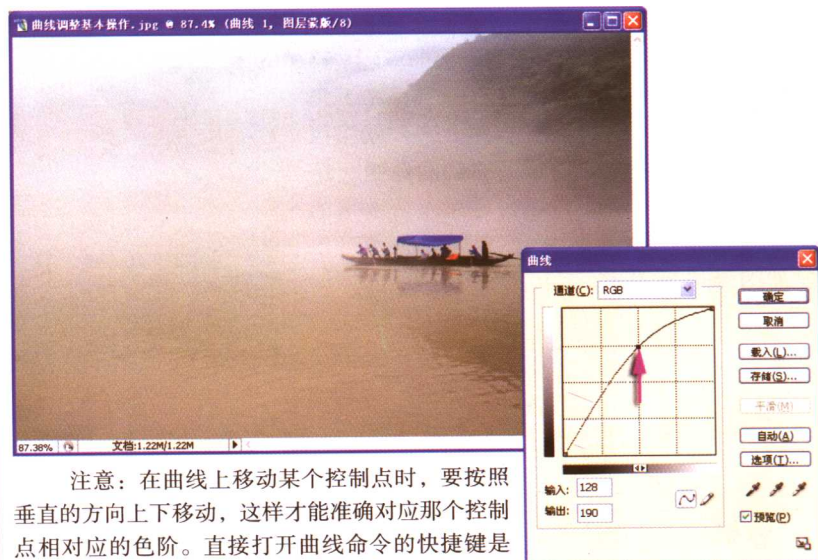 曲线调整基本操作.jpg @ 87.4% (曲线 1, 图层蒙版/8)
87.38%
文档:1.22M/1.22M
曲线
通道(C): RGB
确定
取消
载入(L)...
存储(S)...
平滑(M)
自动(A)
选项(T)...
输入: 128
输出: 190
预览(P)
注意：在曲线上移动某个控制点时，要按照
垂直的方向上下移动，这样才能准确对应那个控制
点相对应的色阶。直接打开曲线命令的快捷键是